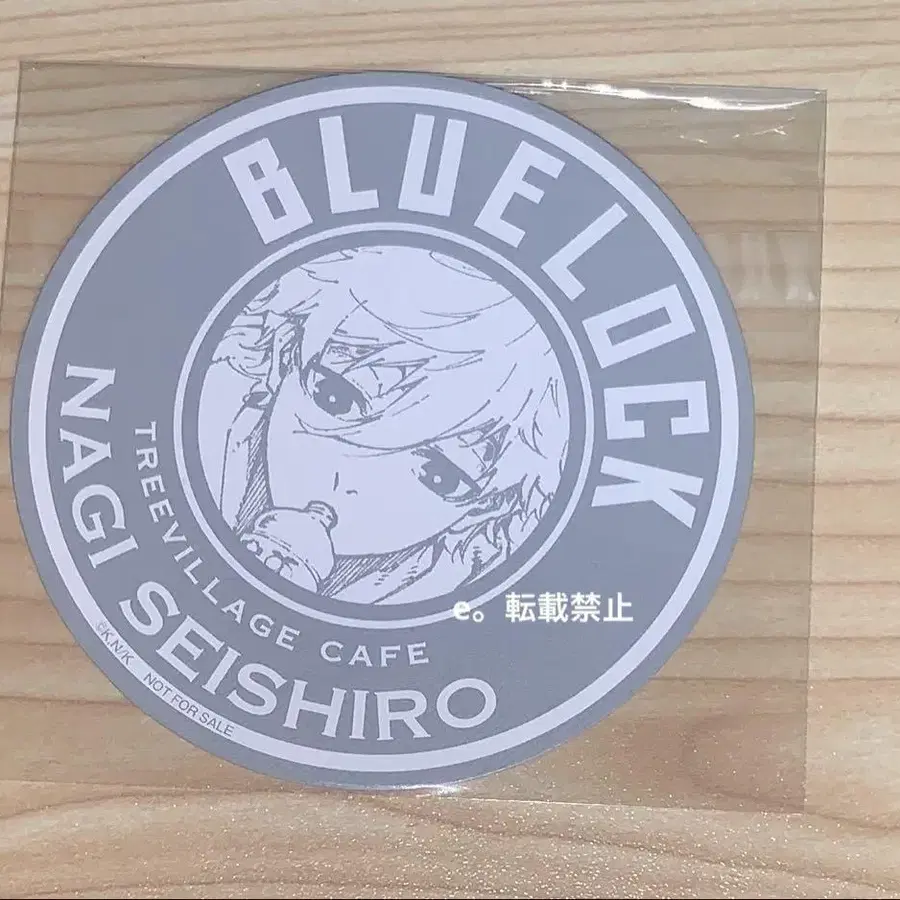 BLUELOCK
TREEVILLAGE CAFE
NAGI SEISHIRO
©K.N/K
NOT FOR SALE
e。転載禁止